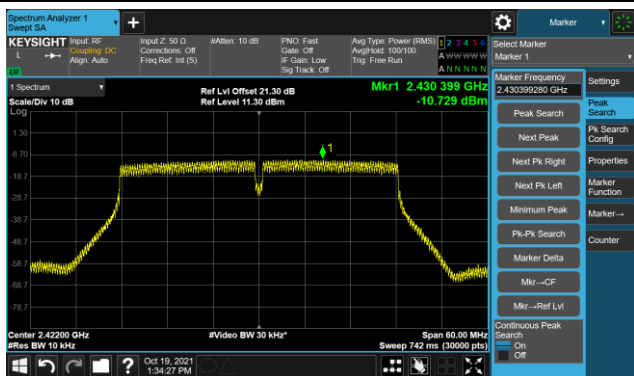 Spectrum Analyzer 1
Swept SA
KEYSIGHT
L
Input: RF
Coupling: DC
Align: Auto
Input Z: 50 Ω
Corrections: Off
Freq Ref: Int (S)
#Atten: 10 dB
PNO: Fast
Gate: Off
IF Gain: Low
Sig Track: Off
Avg Type: Power (RMS)
Avg|Hold: 100/100
Trig: Free Run
1 2 3 4 5 6
A W W W W W
A N N N N N
1 Spectrum
Scale/Div 10 dB
Log
Ref Lvl Offset 21.30 dB
Ref Level 11.30 dBm
Mkr1 2.430 399 GHz
-10.729 dBm
1.30
-8.70
-18.7
-28.7
-38.7
-48.7
-58.7
-68.7
-78.7
1
Center 2.42200 GHz
#Res BW 10 kHz
#Video BW 30 kHz*
Span 60.00 MHz
Sweep 742 ms (30000 pts)
?
Oct 19, 2021
1:34:27 PM
Marker
Select Marker
Marker 1
Marker Frequency
2.430399280 GHz
Peak Search
Next Peak
Next Pk Right
Next Pk Left
Minimum Peak
Pk-Pk Search
Marker Delta
Mkr→CF
Mkr→Ref Lvl
Continuous Peak
Search
On
Off
Settings
Peak
Search
Pk Search
Config
Properties
Marker
Function
Marker→
Counter